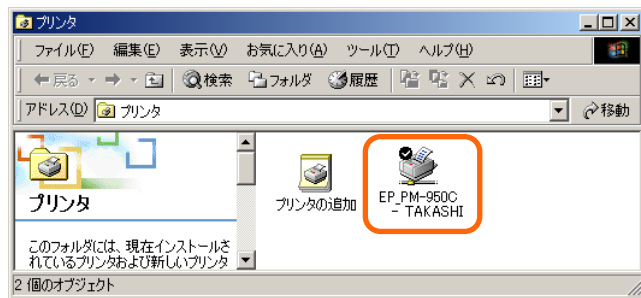 プリンタ
ファイル(F) 編集(E) 表示(V) お気に入り(A) ツール(T) ヘルプ(H)
戻る 検索 フォルダ 履歴
アドレス(D) プリンタ 移動
プリンタ
このフォルダには、現在インストールさ
れているプリンタおよび新しいプリンタ
プリンタの追加
EP_PM-950C
- TAKASHI
2 個のオブジェクト